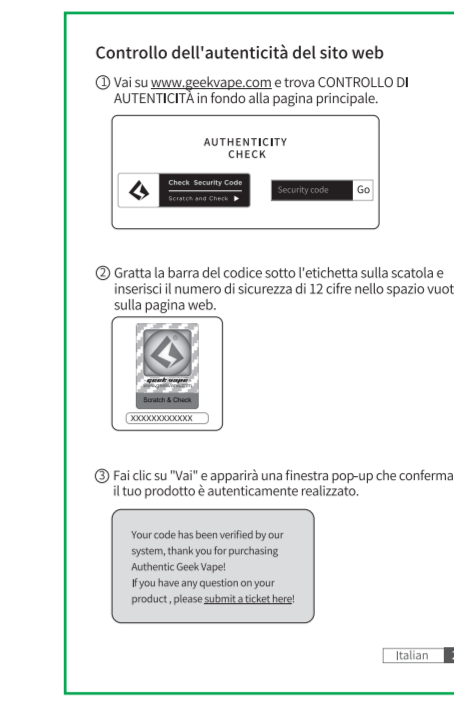 Controllo dell'autenticità del sito web
① Vai su www.geekvape.com e trova CONTROLLO DI
AUTENTICITÀ in fondo alla pagina principale.
AUTHENTICITY
CHECK
Check Security Code
Scratch and Check ▶
Security code
Go
② Gratta la barra del codice sotto l'etichetta sulla scatola e
inserisci il numero di sicurezza di 12 cifre nello spazio vuot
sulla pagina web.
geek vape
www.geekvape.com
Scratch & Check
XXXXXXXXXXXX
③ Fai clic su "Vai" e apparirà una finestra pop-up che conferma
il tuo prodotto è autenticamente realizzato.
Your code has been verified by our
system, thank you for purchasing
Authentic Geek Vape!
If you have any question on your
product , please submit a ticket here!
Italian